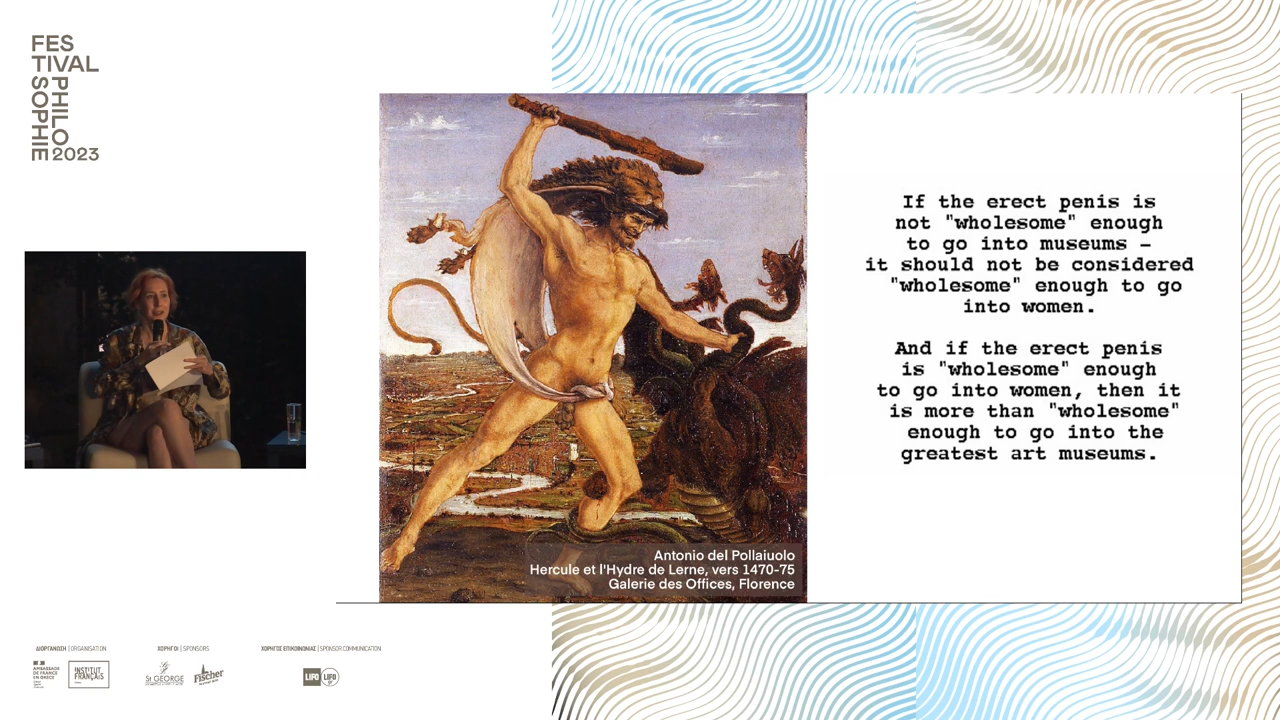 FES
TIVAL
PHILO
SOPHIE
2023
If the erect penis is
not "wholesome" enough
to go into museums –
it should not be considered
"wholesome" enough to go
into women.
And if the erect penis
is "wholesome" enough
to go into women, then it
is more than "wholesome"
enough to go into the
greatest art museums.
Antonio del Pollaiuolo
Hercule et l'Hydre de Lerne, vers 1470-75
Galerie des Offices, Florence
ΔΙΟΡΓΑΝΩΣΗ | ORGANISATION
ΧΟΡΗΓΟΙ | SPONSORS
ΧΟΡΗΓΟΣ ΕΠΙΚΟΙΝΩΝΙΑΣ | SPONSOR COMMUNICATION
AMBASSADE
DE FRANCE
EN GRÈCE
INSTITUT
FRANÇAIS
St GEORGE
Fischer
LIFO
LIFO